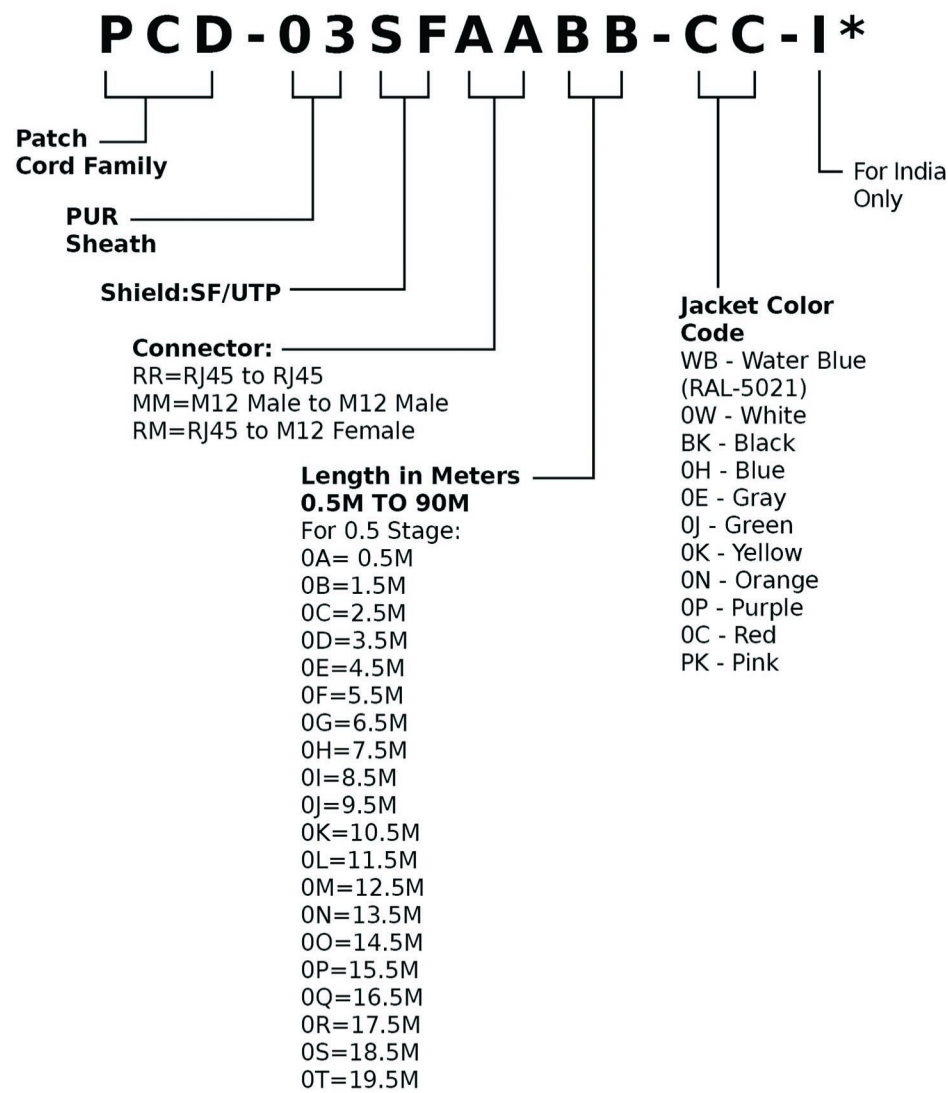 PCD-03SFAABB-CC-I*
Patch
Cord Family
For India
Only
PUR
Sheath
Shield:SF/UTP
Connector:
RR=RJ45 to RJ45
MM=M12 Male to M12 Male
RM=RJ45 to M12 Female
Length in Meters
0.5M TO 90M
For 0.5 Stage:
0A= 0.5M
0B=1.5M
0C=2.5M
0D=3.5M
0E=4.5M
0F=5.5M
0G=6.5M
0H=7.5M
0I=8.5M
0J=9.5M
0K=10.5M
0L=11.5M
0M=12.5M
0N=13.5M
0O=14.5M
0P=15.5M
0Q=16.5M
0R=17.5M
0S=18.5M
0T=19.5M
Jacket Color
Code
WB - Water Blue
(RAL-5021)
0W - White
BK - Black
0H - Blue
0E - Gray
0J - Green
0K - Yellow
0N - Orange
0P - Purple
0C - Red
PK - Pink